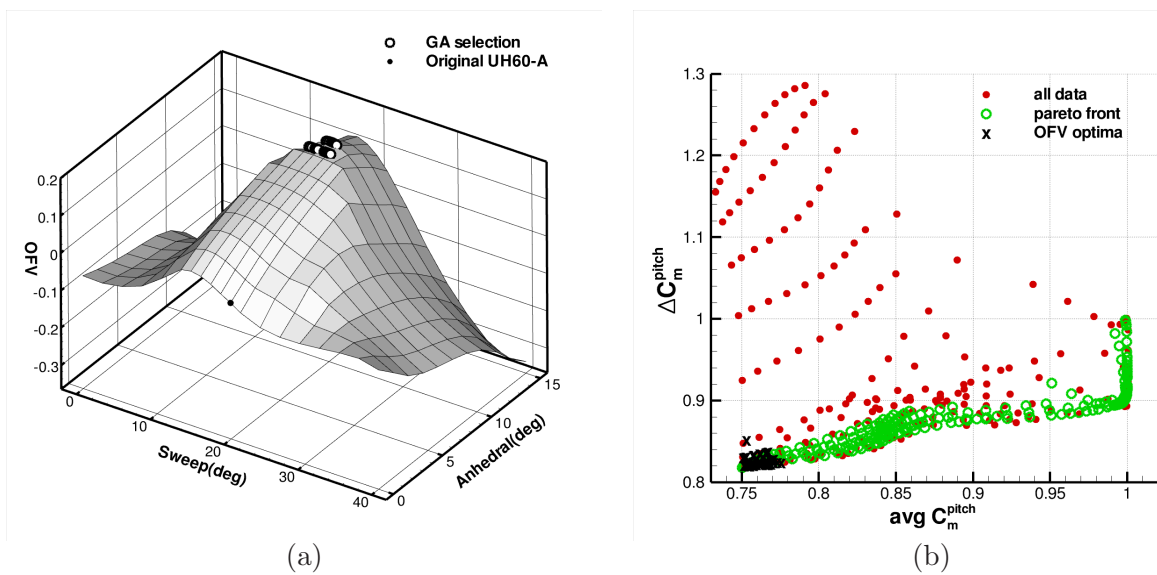 GA selection
Original UH60-A
0.2
0.1
0
-0.1
-0.2
-0.3
OFV
0
10
20
30
40
Sweep(deg)
0
5
10
15
Anhedral(deg)
(a)
1.3
1.2
1.1
1
0.9
0.8
ΔC_m^pitch
all data
pareto front
OFV optima
0.75
0.8
0.85
0.9
0.95
1
avg C_m^pitch
(b)